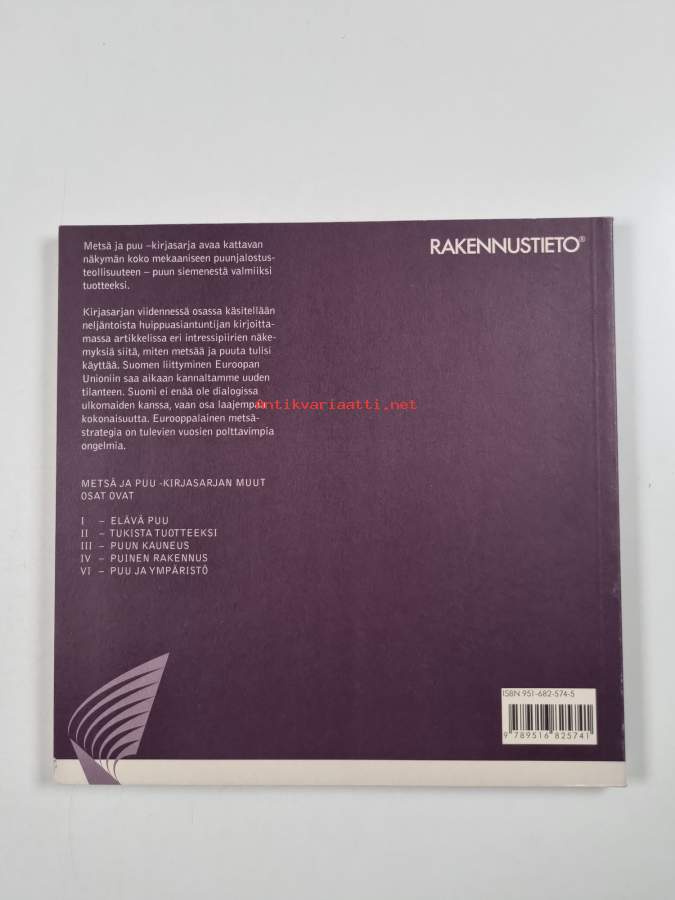 Metsä ja puu –kirjasarja avaa kattavan
näkymän koko mekaaniseen puunjalostus-
teollisuuteen – puun siemenestä valmiiksi
tuotteeksi.
Kirjasarjan viidennessä osassa käsitellään
neljäntoista huippuasiantuntijan kirjoitta-
massa artikkelissa eri intressipiirien näke-
myksiä siitä, miten metsää ja puuta tulisi
käyttää. Suomen liittyminen Euroopan
Unioniin saa aikaan kannaltamme uuden
tilanteen. Suomi ei enää ole dialogissa
ulkomaiden kanssa, vaan osa laajempaa
kokonaisuutta. Eurooppalainen metsä-
strategia on tulevien vuosien polttavimpia
ongelmia.
METSÄ JA PUU -KIRJASARJAN MUUT
OSAT OVAT
I – ELÄVÄ PUU
II – TUKISTA TUOTTEEKSI
III – PUUN KAUNEUS
IV – PUINEN RAKENNUS
VI – PUU JA YMPÄRISTÖ
RAKENNUSTIETO®
Antikvariaatti.net
ISBN 951-682-574-5
9 789516 825741